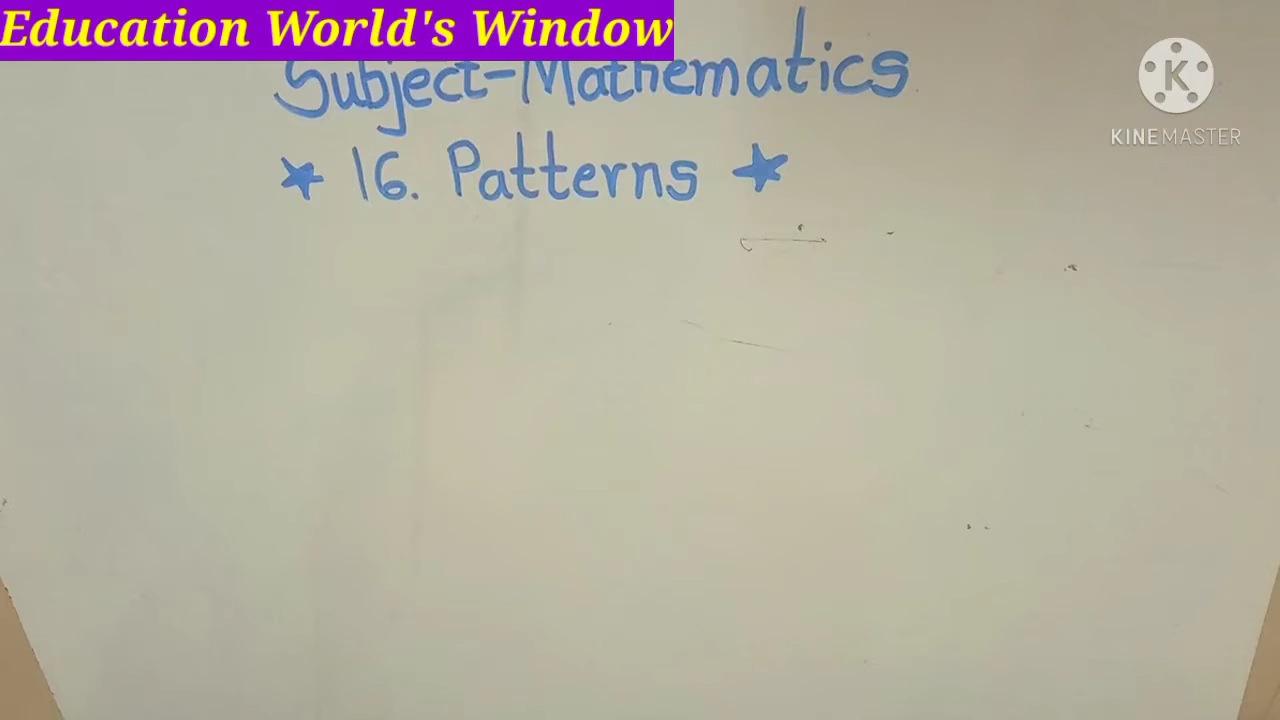 Education World's Window
Subject-Mathematics
★ 16. Patterns ★
K
KINEMASTER